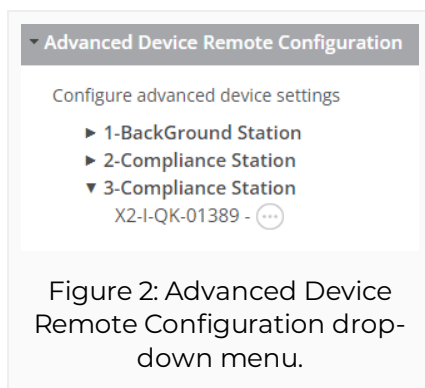 Advanced Device Remote Configuration
Configure advanced device settings
1-BackGround Station
2-Compliance Station
3-Compliance Station
X2-I-QK-01389 -
Figure 2: Advanced Device
Remote Configuration drop-
down menu.